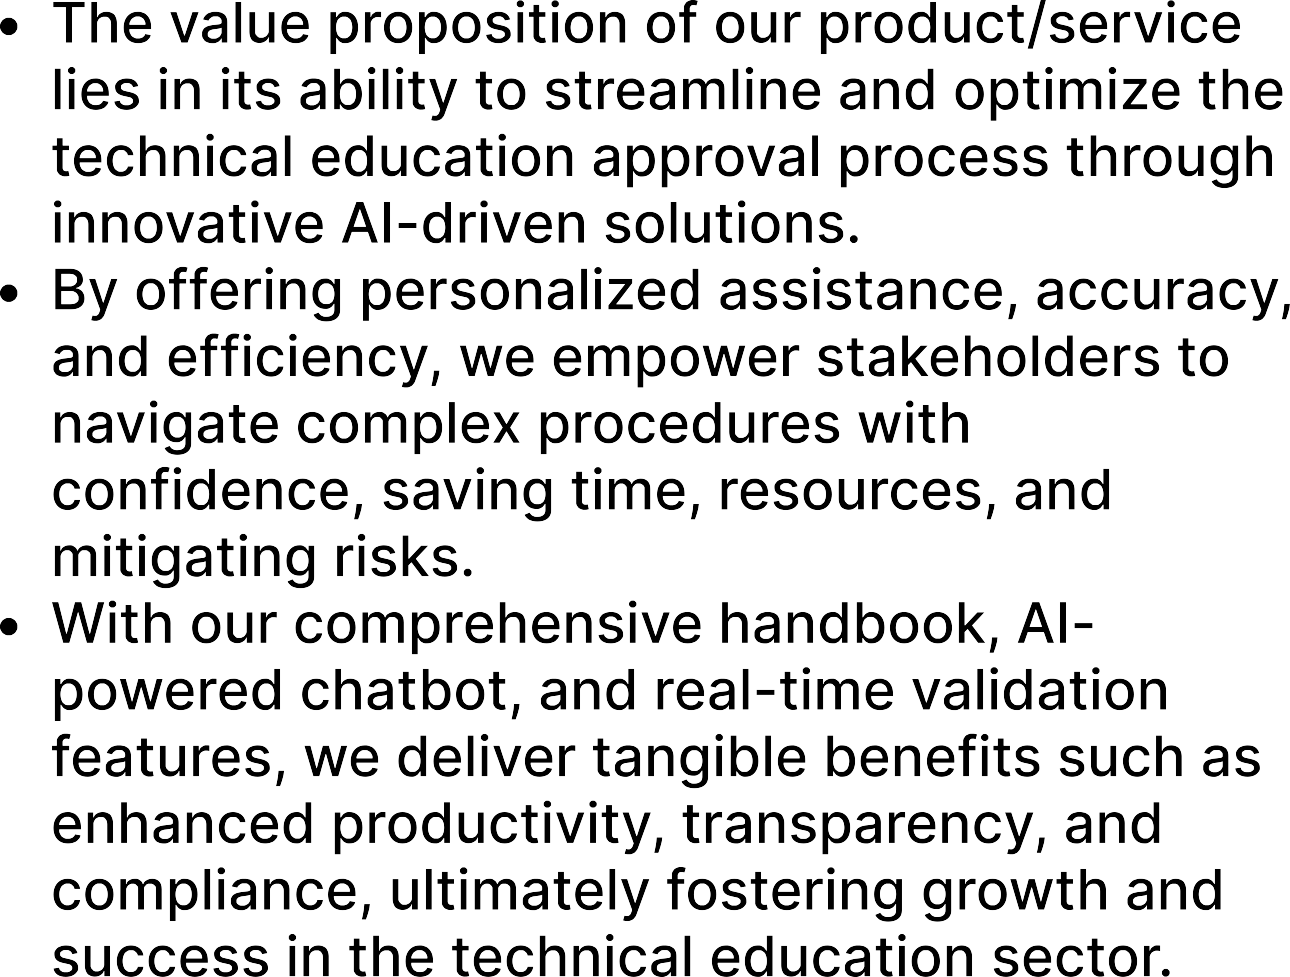 • The value proposition of our product/service
lies in its ability to streamline and optimize the
technical education approval process through
innovative AI-driven solutions.
• By offering personalized assistance, accuracy,
and efficiency, we empower stakeholders to
navigate complex procedures with
confidence, saving time, resources, and
mitigating risks.
• With our comprehensive handbook, AI-
powered chatbot, and real-time validation
features, we deliver tangible benefits such as
enhanced productivity, transparency, and
compliance, ultimately fostering growth and
success in the technical education sector.